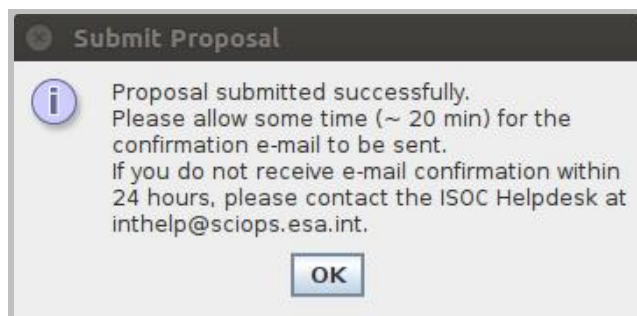 Submit Proposal
Proposal submitted successfully.
Please allow some time (~ 20 min) for the
confirmation e-mail to be sent.
If you do not receive e-mail confirmation within
24 hours, please contact the ISOC Helpdesk at
inthelp@sciops.esa.int.
OK